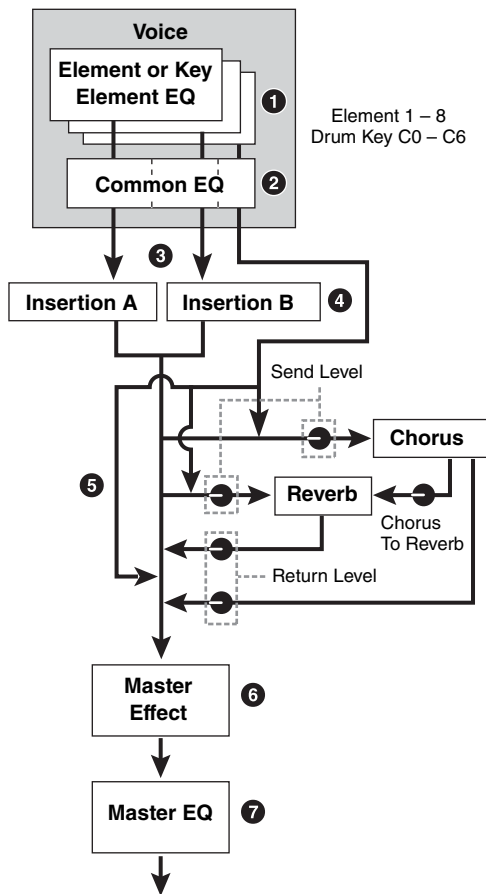 Voice
Element or Key
Element EQ
1
Element 1 – 8
Drum Key C0 – C6
Common EQ
2
3
Insertion A
Insertion B
4
Send Level
Chorus
5
Reverb
Chorus
To Reverb
Return Level
Master
Effect
6
Master EQ
7